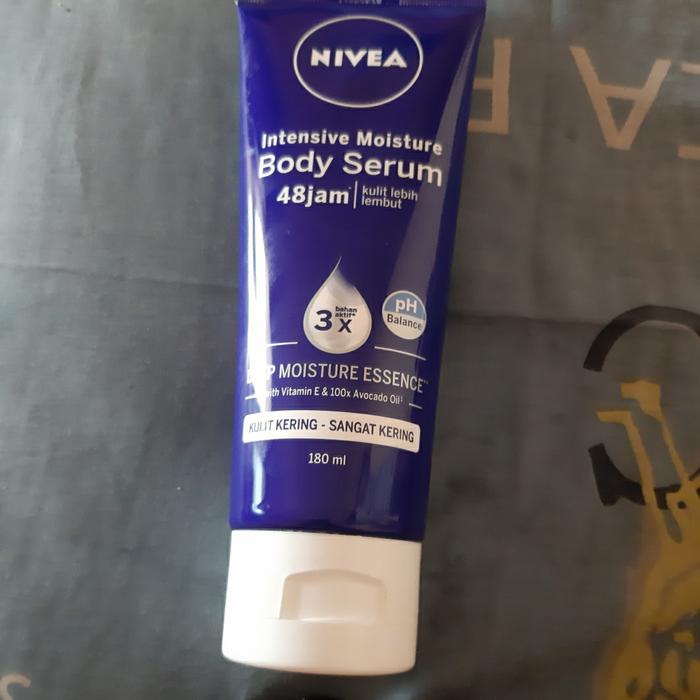 NIVEA
Intensive Moisture
Body Serum
48jam
kulit lebih
lembut
3x
bahan
aktif*
pH
Balance
MOISTURE ESSENCE
with Vitamin E & 100x Avocado Oil
KULIT KERING - SANGAT KERING
180 ml